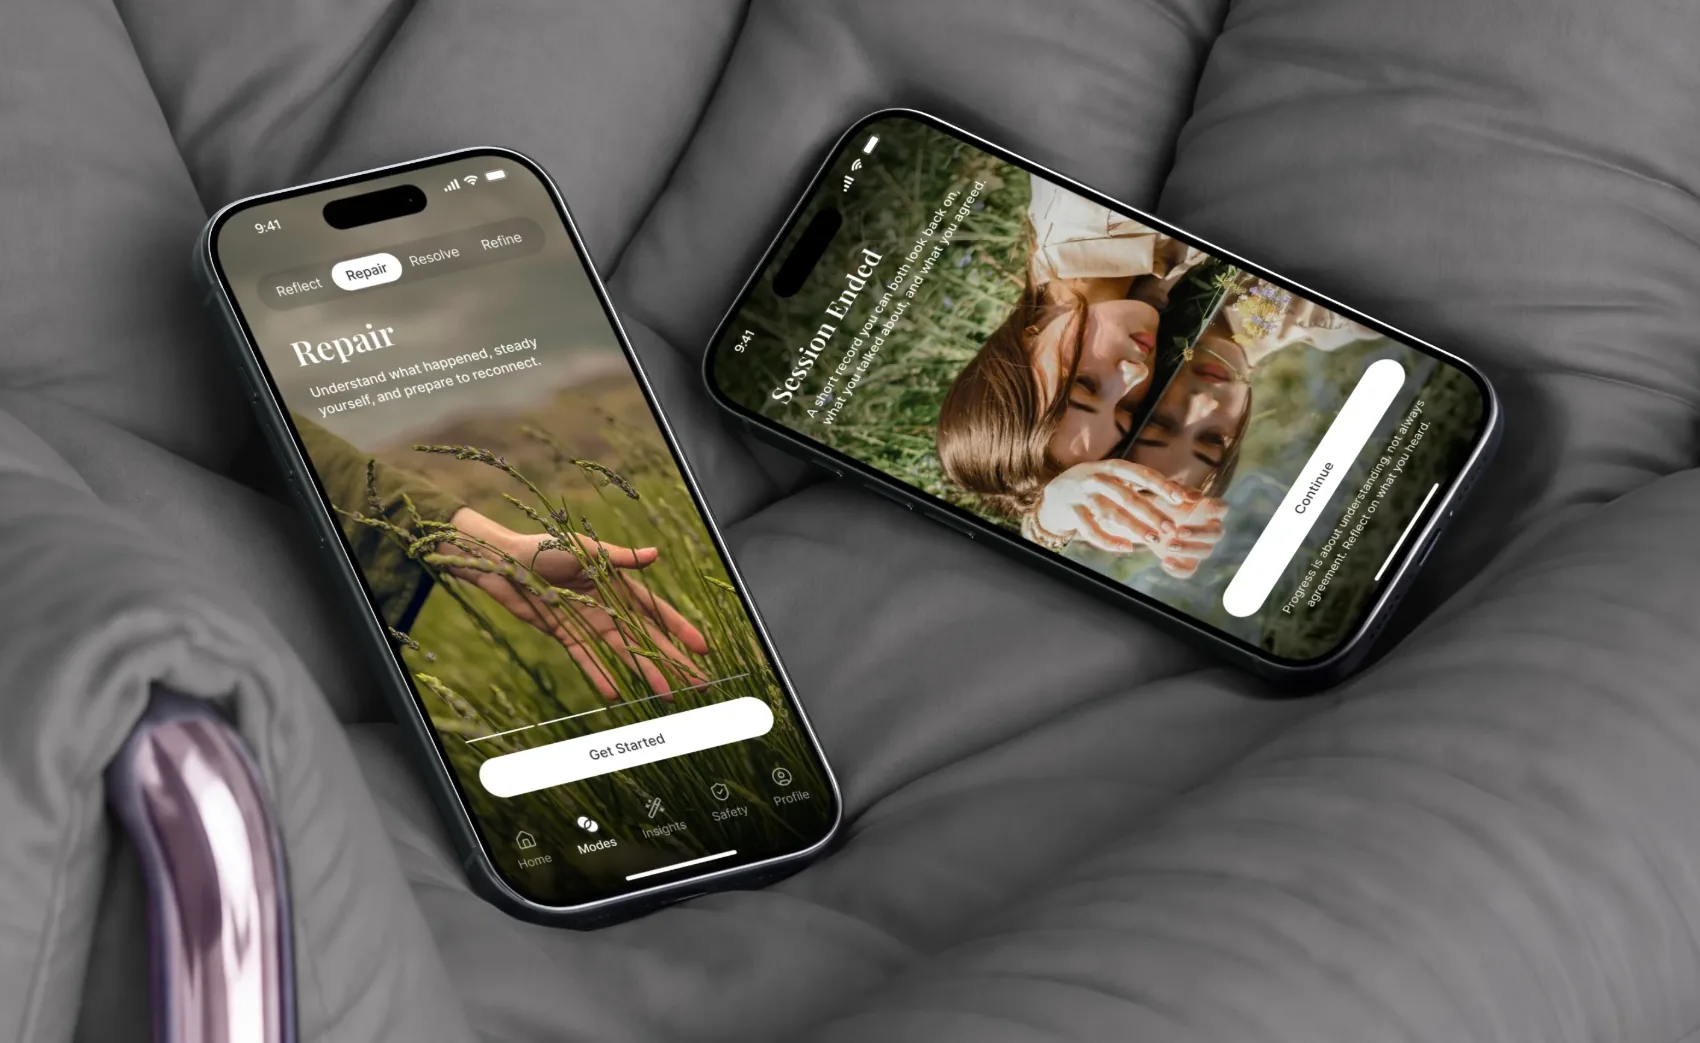 9:41
Reflect
Repair
Resolve
Refine
Repair
Understand what happened, steady
yourself, and prepare to reconnect.
Get Started
Home
Modes
Insights
Safety
Profile
9:41
Session Ended
A short record you can both look back on,
what you talked about, and what you agreed.
Continue
Progress is about understanding, not always
agreement. Reflect on what you heard.